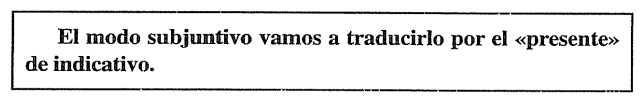 El modo subjuntivo vamos a traducirlo por el «presente»
de indicativo.